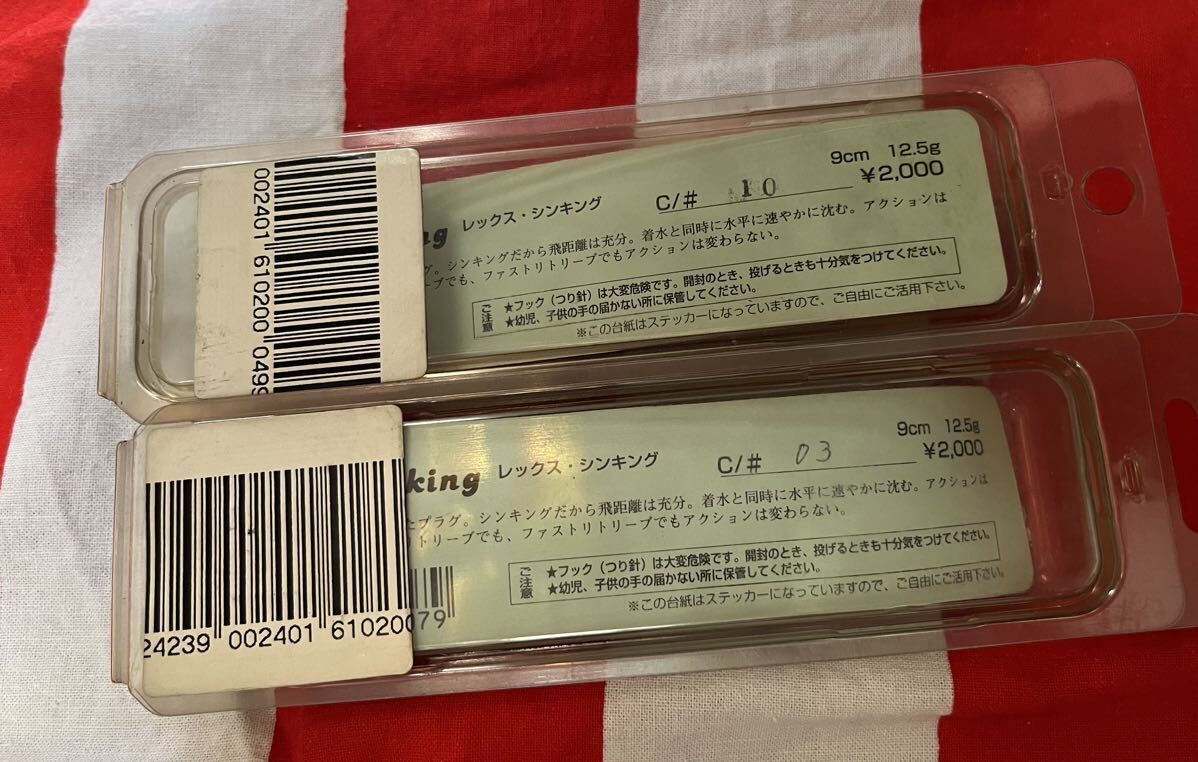 002401 610200 0499
9cm 12.5g
¥2,000
ng レックス・シンキング C/# 10
グ。シンキングだから飛距離は充分。着水と同時に水平に速やかに沈む。アクションは
ーブでも、ファストリトリーブでもアクションは変わらない。
ご注意
★フック(つり針)は大変危険です。開封のとき、投げるときも十分気をつけてください。
★幼児、子供の手の届かない所に保管してください。
※この台紙はステッカーになっていますので、ご自由にご活用下さい。
9cm 12.5g
¥2,000
king レックス・シンキング C/# 03
たプラグ。シンキングだから飛距離は充分。着水と同時に水平に速やかに沈む。アクションは
トリーブでも、ファストリトリーブでもアクションは変わらない。
ご注意
★フック(つり針)は大変危険です。開封のとき、投げるときも十分気をつけてください。
★幼児、子供の手の届かない所に保管してください。
※この台紙はステッカーになっていますので、ご自由にご活用下さい。
24239 002401 610200
79